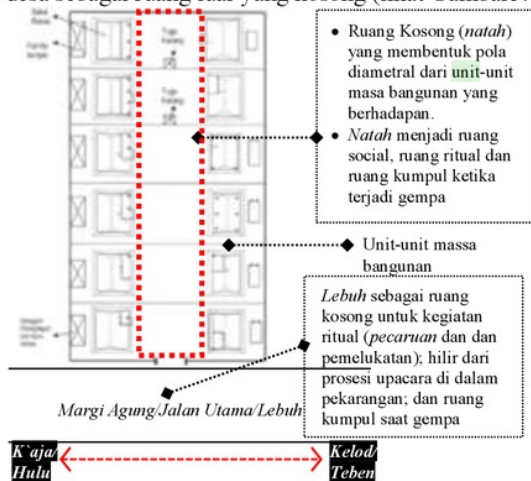 desa sebagai ruang luar yang kosong (lihat Gambar
• Ruang Kosong (natah)
yang membentuk pola
diametral dari unit-unit
masa bangunan yang
berhadapan.
• Natah menjadi ruang
social, ruang ritual dan
ruang kumpul ketika
terjadi gempa
Unit-unit massa
bangunan
Lebuh sebagai ruang
kosong untuk kegiatan
ritual (pecaruan dan dan
pemelukatan); hilir dari
prosesi upacara di dalam
pekarangan; dan ruang
kumpul saat gempa
Margi Agung/Jalan Utama/Lebuh
K`aja/
Hulu
Kelod/
Teben